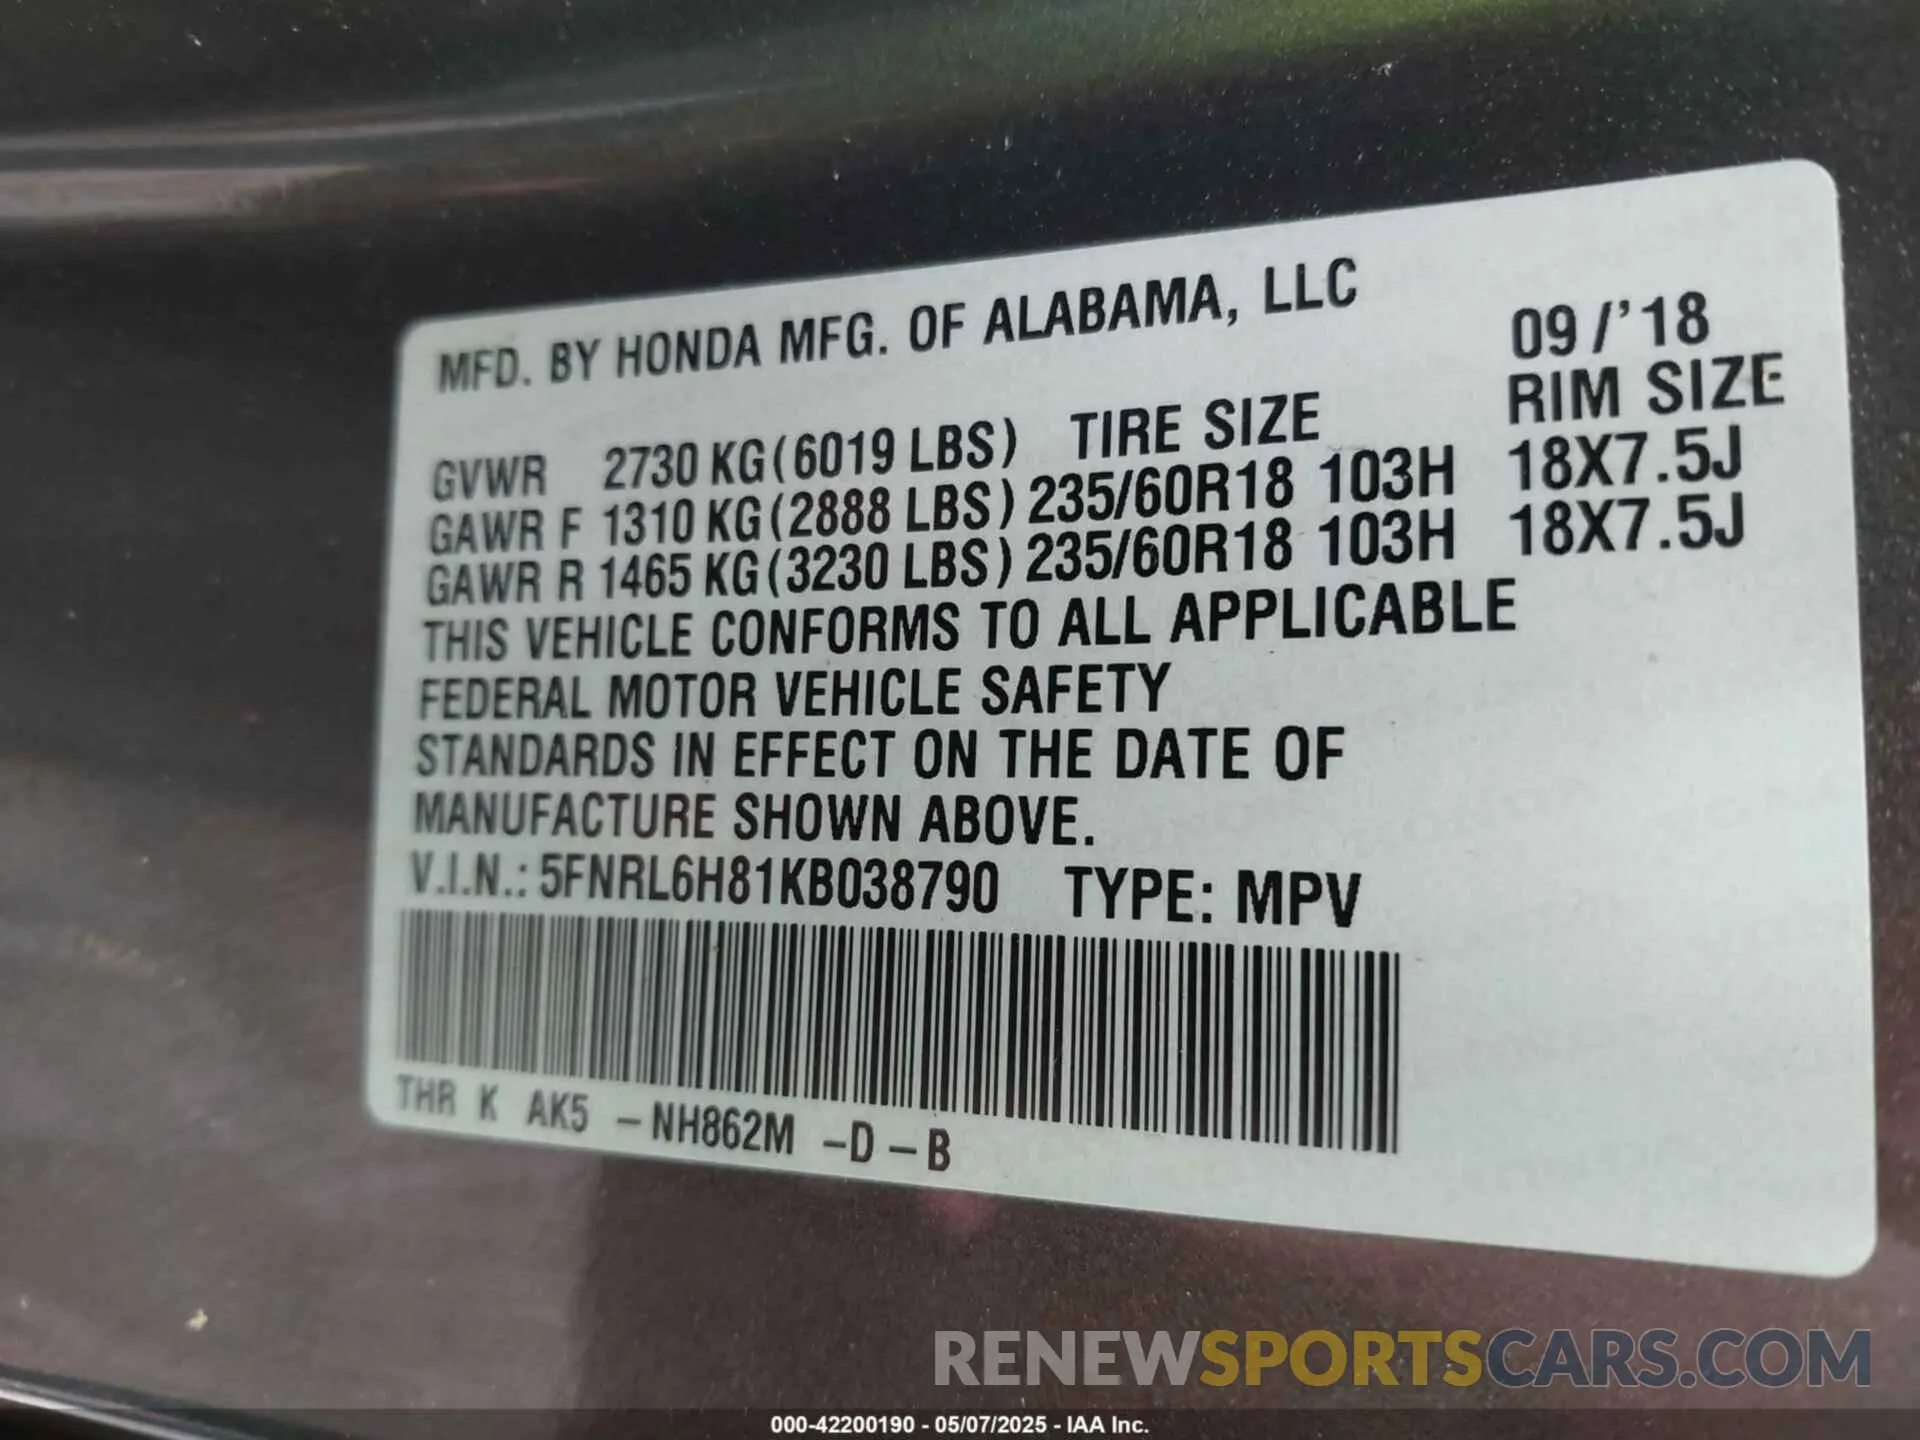 MFD. BY HONDA MFG. OF ALABAMA, LLC 09/'18
GVWR 2730 KG(6019 LBS) TIRE SIZE RIM SIZE
GAWR F 1310 KG(2888 LBS) 235/60R18 103H 18X7.5J
GAWR R 1465 KG(3230 LBS) 235/60R18 103H 18X7.5J
THIS VEHICLE CONFORMS TO ALL APPLICABLE
FEDERAL MOTOR VEHICLE SAFETY
STANDARDS IN EFFECT ON THE DATE OF
MANUFACTURE SHOWN ABOVE.
V.I.N.: 5FNRL6H81KB038790 TYPE: MPV
THR K AK5 -NH862M -D-B
RENEWSPORTSCARS.COM
000-42200190 - 05/07/2025 - IAA Inc.